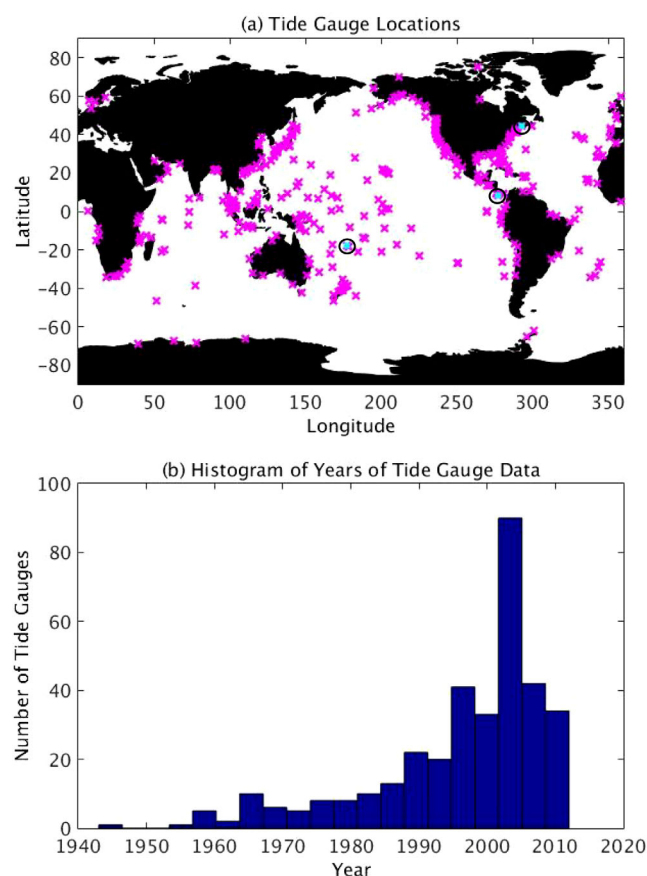 (a) Tide Gauge Locations
80
60
40
20
0
−20
−40
−60
−80
Latitude
0 50 100 150 200 250 300 350
Longitude
(b) Histogram of Years of Tide Gauge Data
100
80
60
40
20
0
Number of Tide Gauges
1940 1950 1960 1970 1980 1990 2000 2010 2020
Year